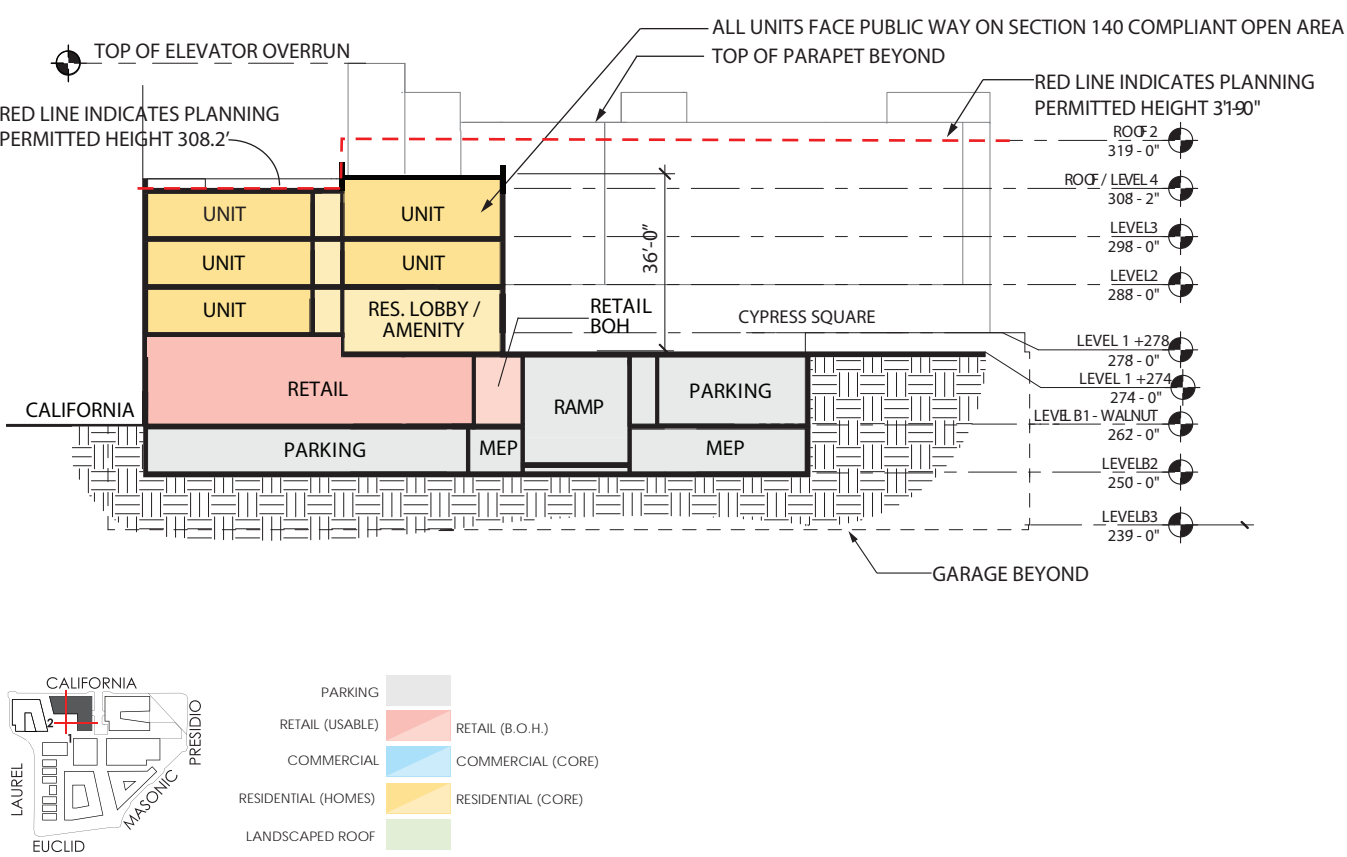 ALL UNITS FACE PUBLIC WAY ON SECTION 140 COMPLIANT OPEN AREA
TOP OF ELEVATOR OVERRUN
TOP OF PARAPET BEYOND
RED LINE INDICATES PLANNING
PERMITTED HEIGHT 3'1-90"
RED LINE INDICATES PLANNING
PERMITTED HEIGHT 308.2'
ROOF 2
319 - 0"
ROOF / LEVEL 4
308 - 2"
LEVEL3
298 - 0"
LEVEL2
288 - 0"
LEVEL 1 +278
278 - 0"
LEVEL 1 +274
274 - 0"
LEVEL B1 - WALNUT
262 - 0"
LEVELB2
250 - 0"
LEVELB3
239 - 0"
UNIT
UNIT
UNIT
UNIT
UNIT
RES. LOBBY /
AMENITY
36'-0"
RETAIL
BOH
CYPRESS SQUARE
RETAIL
RAMP
PARKING
CALIFORNIA
PARKING
MEP
MEP
GARAGE BEYOND
CALIFORNIA
PRESIDIO
MASONIC
LAUREL
EUCLID
2
1
PARKING
RETAIL (USABLE)
RETAIL (B.O.H.)
COMMERCIAL
COMMERCIAL (CORE)
RESIDENTIAL (HOMES)
RESIDENTIAL (CORE)
LANDSCAPED ROOF